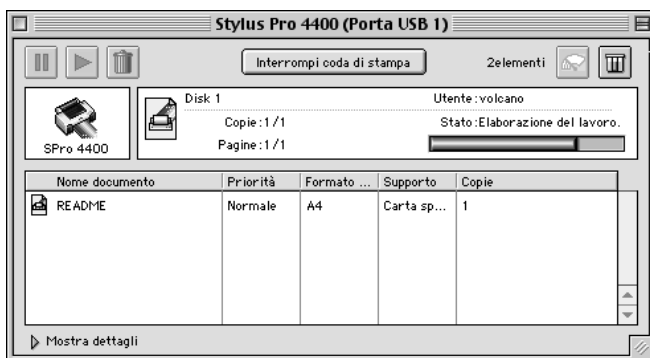 Stylus Pro 4400 (Porta USB 1)
Interrompi coda di stampa
2elementi
SPro 4400
Disk 1
Utente:volcano
Copie:1/1
Stato:Elaborazione del lavoro.
Pagine:1/1
Nome documento Priorità Formato ... Supporto Copie
README Normale A4 Carta sp... 1
Mostra dettagli